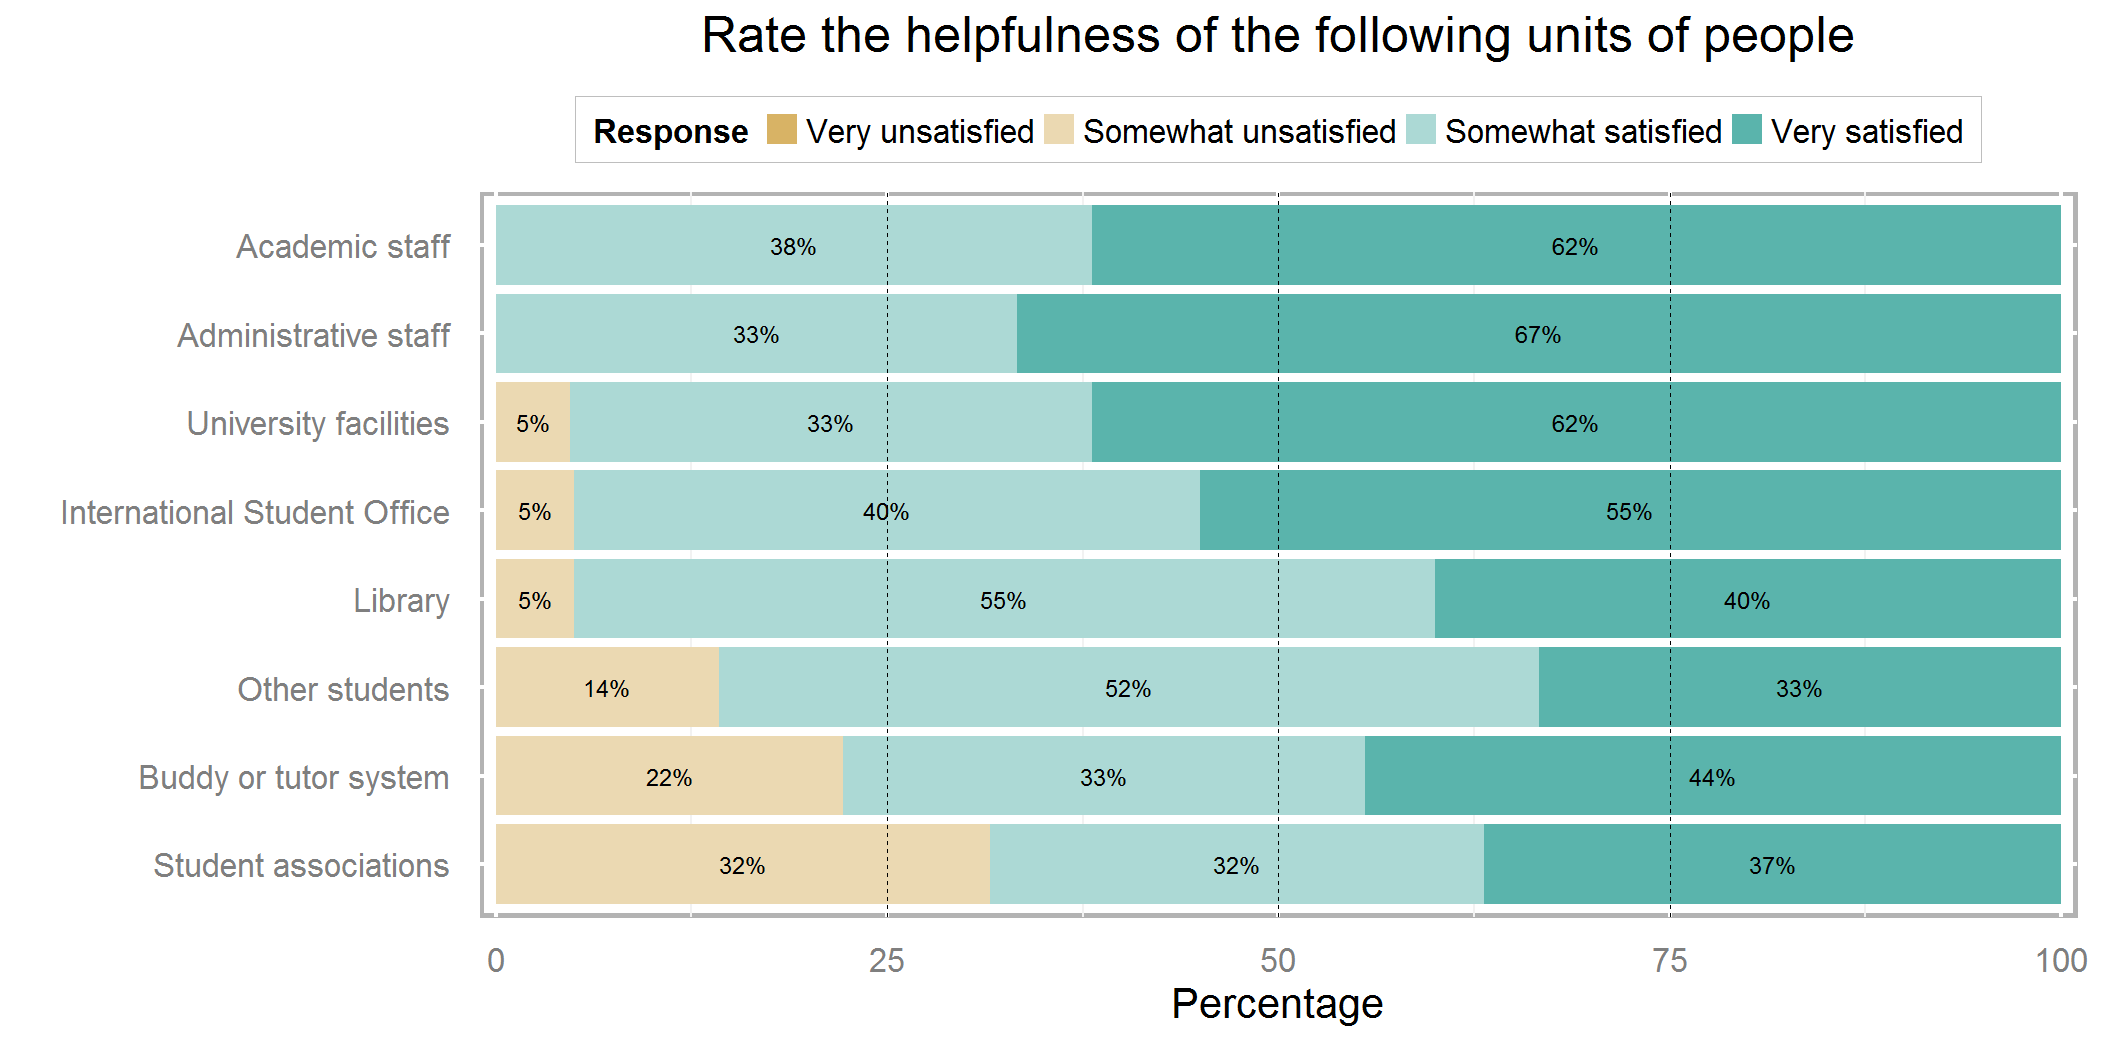 Rate the helpfulness of the following units of people
Response Very unsatisfied Somewhat unsatisfied Somewhat satisfied Very satisfied
Academic staff 38% 62%
Administrative staff 33% 67%
University facilities 5% 33% 62%
International Student Office 5% 40% 55%
Library 5% 55% 40%
Other students 14% 52% 33%
Buddy or tutor system 22% 33% 44%
Student associations 32% 32% 37%
0 25 50 75 100
Percentage